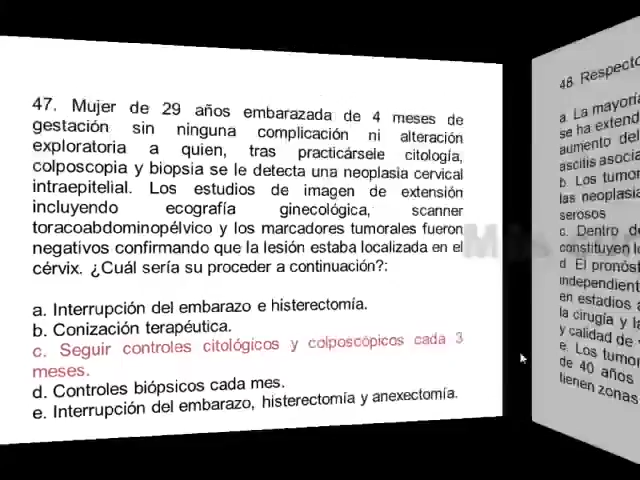 47. Mujer de 29 años embarazada de 4 meses de
gestación sin ninguna complicación ni alteración
exploratoria a quien, tras practicársele citología,
colposcopia y biopsia se le detecta una neoplasia cervical
intraepitelial. Los estudios de imagen de extensión
incluyendo ecografía ginecológica, scanner
toracoabdominopélvico y los marcadores tumorales fueron
negativos confirmando que la lesión estaba localizada en el
cérvix. ¿Cuál sería su proceder a continuación?:
a. Interrupción del embarazo e histerectomía.
b. Conización terapéutica.
c. Seguir controles citológicos y colposcópicos cada 3
meses.
d. Controles biópsicos cada mes.
e. Interrupción del embarazo, histerectomía y anexectomía.
48. Respecto
a. La mayoría
se ha extend
aumento del
ascitis asocia
b. Los tumor
las neoplasia
serosos
c. Dentro de
constituyen lo
d El pronóst
independient
en estadios a
la cirugía y la
y calidad de
e. Los tumor
de 40 años
tienen zonas